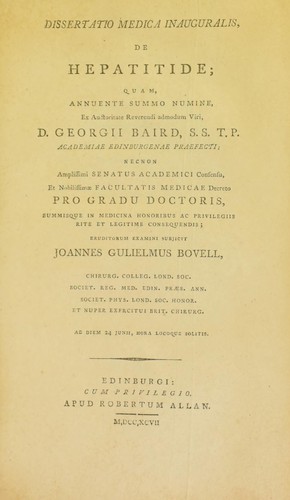 DISSERTATIO MEDICA INAUGURALIS,
DE
HEPATITIDE;
QUAM,
ANNUENTE SUMMO NUMINE,
Ex Auctoritate Reverendi admodum Viri,
D. GEORGII BAIRD, S. S. T. P.
ACADEMIAE EDINBURGENAE PRAEFECTI;
NECNON
Amplissimi SENATUS ACADEMICI Consensu,
Et Nobilissimæ FACULTATIS MEDICAE Decreto
PRO GRADU DOCTORIS,
SUMMISQUE IN MEDICINA HONORIBUS AC PRIVILEGIIS
RITE ET LEGITIME CONSEQUENDIS;
ERUDITORUM EXAMINI SUBJICIT
JOANNES GULIELMUS BOVELL,
CHIRURG. COLLEG. LOND. SOC.
SOCIET. REG. MED. EDIN. PRÆS. ANN.
SOCIET. PHYS. LOND. SOC. HONOR.
ET NUPER EXERCITUI BRIT. CHIRURG.
AD DIEM 24 JUNII, HORA LOCOQUE SOLITIS.
EDINBURGI:
CUM PRIVILEGIO.
APUD ROBERTUM ALLAN.
M,DCC,XCVII